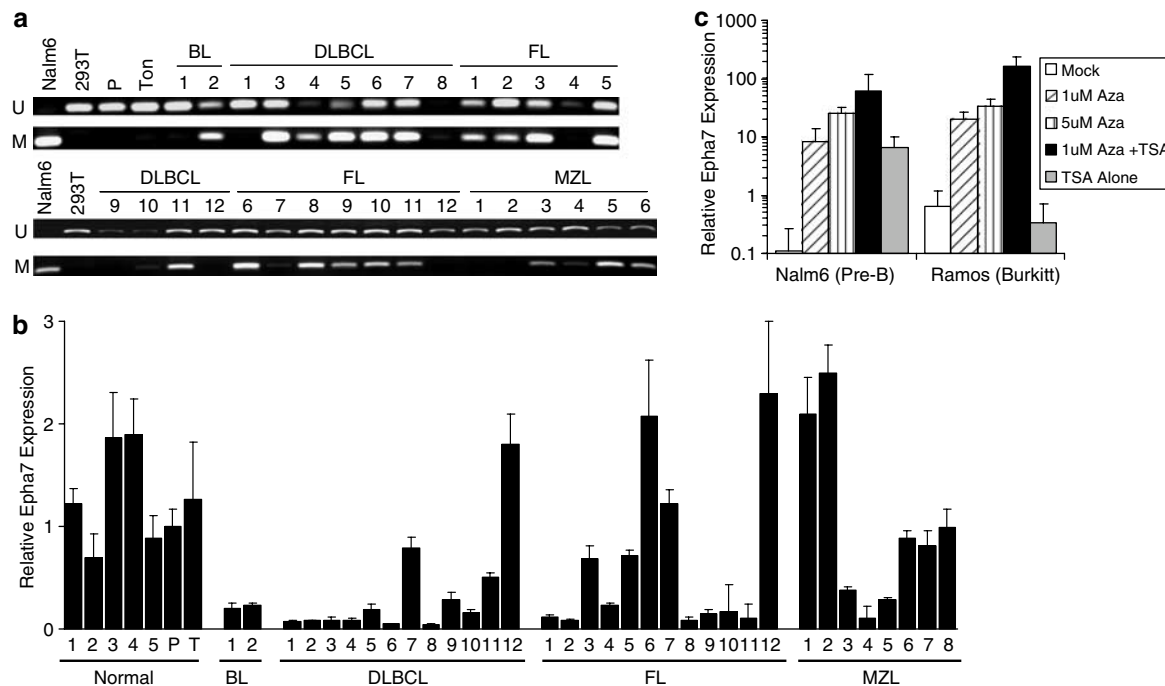 a
Nalm6 293T P Ton BL DLBCL FL
1 2 1 3 4 5 6 7 8 1 2 3 4 5
U
M
Nalm6 293T DLBCL FL MZL
9 10 11 12 6 7 8 9 10 11 12 1 2 3 4 5 6
U
M
c
Relative Epha7 Expression
1000
100
10
1
0.1
Nalm6 (Pre-B) Ramos (Burkitt)
Mock
1uM Aza
5uM Aza
1uM Aza +TSA
TSA Alone
b
Relative Epha7 Expression
3
2
1
0
1 2 3 4 5 P T 1 2 1 2 3 4 5 6 7 8 9 10 11 12 1 2 3 4 5 6 7 8 9 10 11 12 1 2 3 4 5 6 7 8
Normal BL DLBCL FL MZL